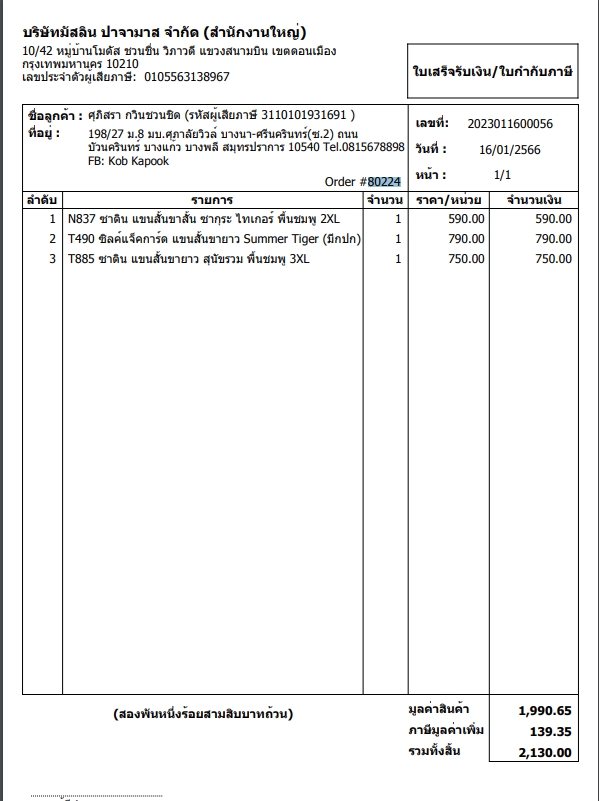 บริษัทมัสลิน ปาจามาส จำกัด (สำนักงานใหญ่)
10/42 หมู่บ้านโมดัส ชวนชื่น วิภาวดี แขวงสนามบิน เขตดอนเมือง
กรุงเทพมหานคร 10210
เลขประจำตัวผู้เสียภาษี: 0105563138967
ใบเสร็จรับเงิน/ใบกำกับภาษี
ชื่อลูกค้า : ศุภิสรา กวินชวนชิด (รหัสผู้เสียภาษี 3110101931691 )
ที่อยู่ : 198/27 ม.8 มบ.ศุภาลัยวิวล์ บางนา-ศรีนครินทร์(ซ.2) ถนน
บัวนครินทร์ บางแก้ว บางพลี สมุทรปราการ 10540 Tel.0815678898
FB: Kob Kapook
Order #80224
เลขที่: 2023011600056
วันที่ : 16/01/2566
หน้า : 1/1
ลำดับ รายการ จำนวน ราคา/หน่วย จำนวนเงิน
1 N837 ซาติน แขนสั้นขาสั้น ซากุระ ไทเกอร์ พื้นชมพู 2XL 1 590.00 590.00
2 T490 ซิลค์แจ็คการ์ด แขนสั้นขายาว Summer Tiger (มีกปก) 1 790.00 790.00
3 T885 ซาติน แขนสั้นขายาว สุนัขรวม พื้นชมพู 3XL 1 750.00 750.00
(สองพันหนึ่งร้อยสามสิบบาทถ้วน)
มูลค่าสินค้า 1,990.65
ภาษีมูลค่าเพิ่ม 139.35
รวมทั้งสิ้น 2,130.00